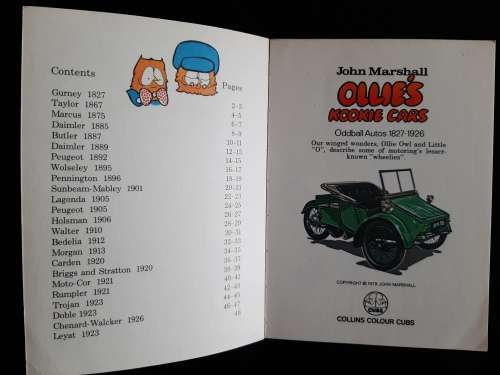 Contents Pages
Gurney 1827 2-3
Taylor 1867 4-5
Marcus 1875 6-7
Daimler 1885 8-9
Butler 1887 10-11
Daimler 1889 12-13
Peugeot 1892 14-15
Wolseley 1895 16-17
Pennington 1896 18-19
Sunbeam-Mabley 1901 20-21
Lagonda 1905 22-23
Peugeot 1905 24-25
Holsman 1906 26-27
Walter 1910 28-29
Bedelia 1912 30-31
Morgan 1913 32-33
Carden 1920 34-35
Briggs and Stratton 1920 36-37
Moto-Cor 1921 38-39
Rumpler 1921 40-41
Trojan 1923 42-43
Doble 1923 44-45
Chenard-Walcker 1926 46-47
Leyat 1923 48
John Marshall
OLLIE'S
KOOKIE CARS
Oddball Autos 1827-1926
Our winged wonders, Ollie Owl and Little
"O", describe some of motoring's lesser-
known "wheelies".
COPYRIGHT © 1979 JOHN MARSHALL
CUBS
COLLINS COLOUR CUBS